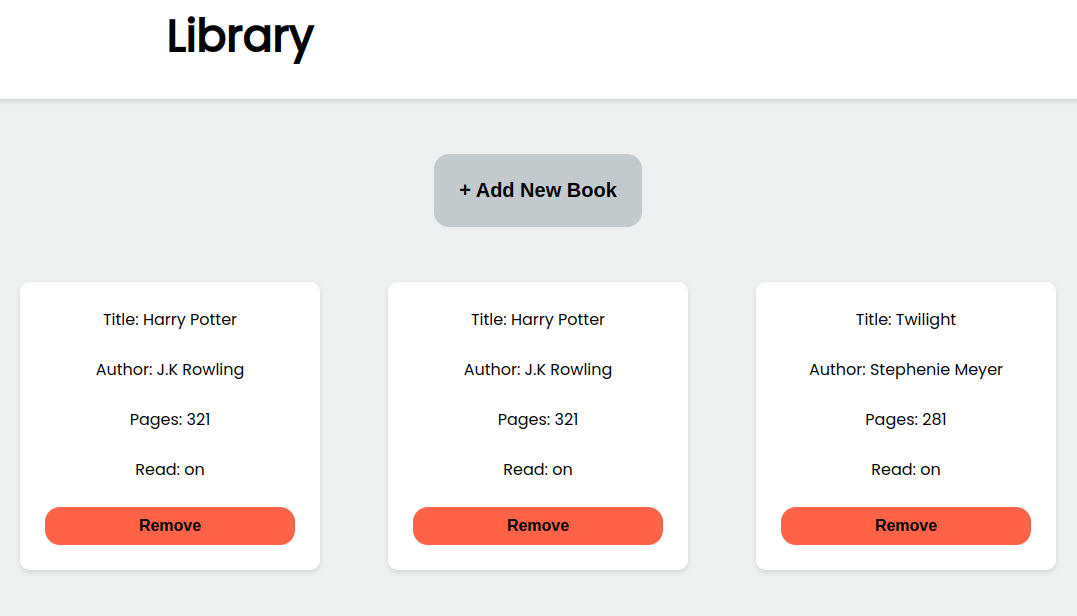 Library
+ Add New Book
Title: Harry Potter
Author: J.K Rowling
Pages: 321
Read: on
Remove
Title: Harry Potter
Author: J.K Rowling
Pages: 321
Read: on
Remove
Title: Twilight
Author: Stephenie Meyer
Pages: 281
Read: on
Remove